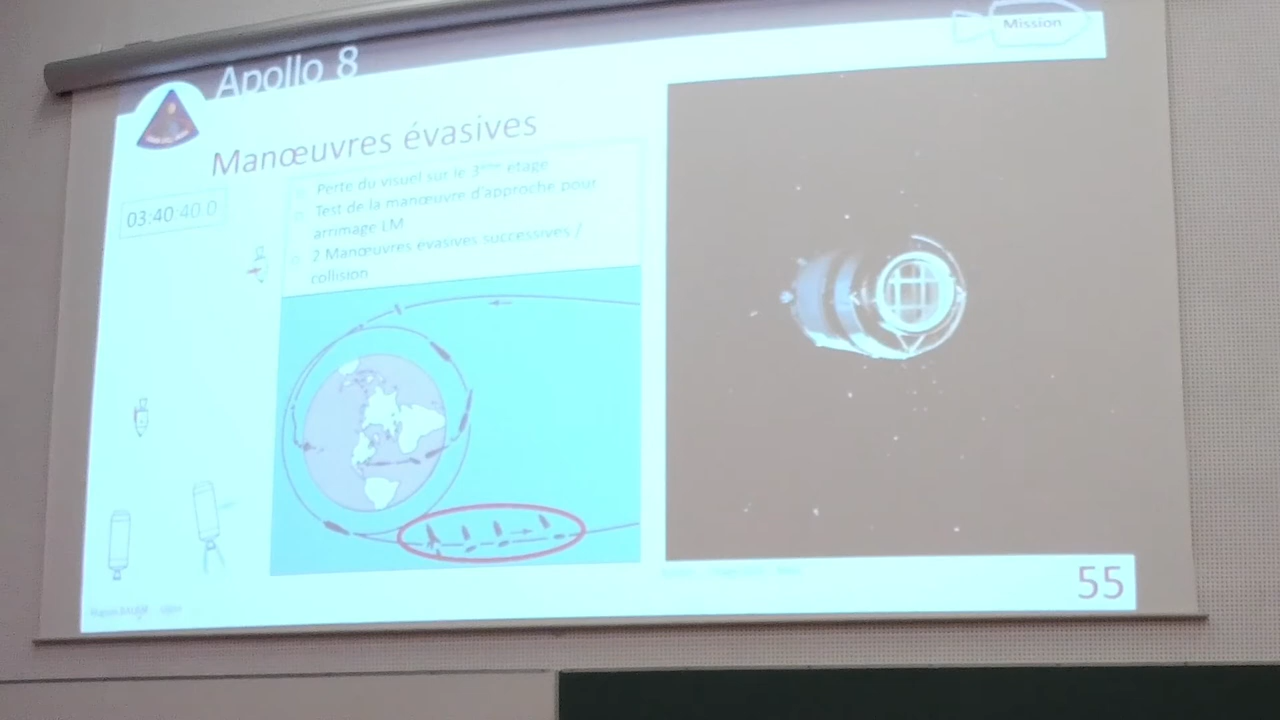 Mission
Apollo 8
Manœuvres évasives
03:40:40.0
Perte du visuel sur le 3ème étage
Test de la manœuvre d'approche pour
arrimage LM
2 Manœuvres évasives successives /
collision
55